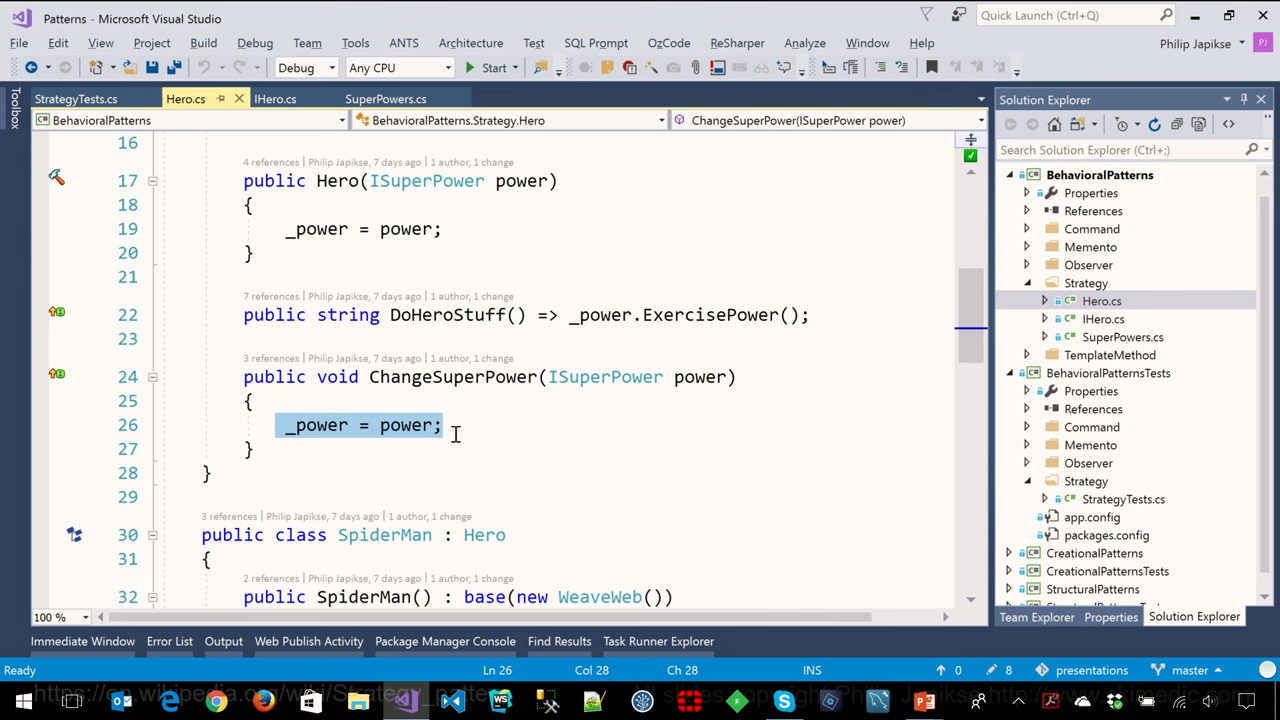 Patterns - Microsoft Visual Studio
Quick Launch (Ctrl+Q)
File Edit View Project Build Debug Team Tools ANTS Architecture Test SQL Prompt OzCode ReSharper Analyze Window Help Philip Japikse PJ
Debug Any CPU Start
Toolbox
StrategyTests.cs Hero.cs IHero.cs SuperPowers.cs
BehavioralPatterns BehavioralPatterns.Strategy.Hero ChangeSuperPower(ISuperPower power)
16
4 references | Philip Japikse, 7 days ago | 1 author, 1 change
17 public Hero(ISuperPower power)
18 {
19 _power = power;
20 }
21
7 references | Philip Japikse, 7 days ago | 1 author, 1 change
22 public string DoHeroStuff() => _power.ExercisePower();
23
3 references | Philip Japikse, 7 days ago | 1 author, 1 change
24 public void ChangeSuperPower(ISuperPower power)
25 {
26 _power = power;
27 }
28 }
29
3 references | Philip Japikse, 7 days ago | 1 author, 1 change
30 public class SpiderMan : Hero
31 {
2 references | Philip Japikse, 7 days ago | 1 author, 1 change
32 public SpiderMan() : base(new WeaveWeb())
100 %
Solution Explorer
Search Solution Explorer (Ctrl+;)
BehavioralPatterns
Properties
References
Command
Memento
Observer
Strategy
Hero.cs
IHero.cs
SuperPowers.cs
TemplateMethod
BehavioralPatternsTests
Properties
References
Command
Memento
Observer
Strategy
StrategyTests.cs
app.config
packages.config
CreationalPatterns
CreationalPatternsTests
StructuralPatterns
Team Explorer Properties Solution Explorer
Immediate Window Error List Output Web Publish Activity Package Manager Console Find Results Task Runner Explorer
Ready Ln 26 Col 28 Ch 28 INS 0 8 presentations master